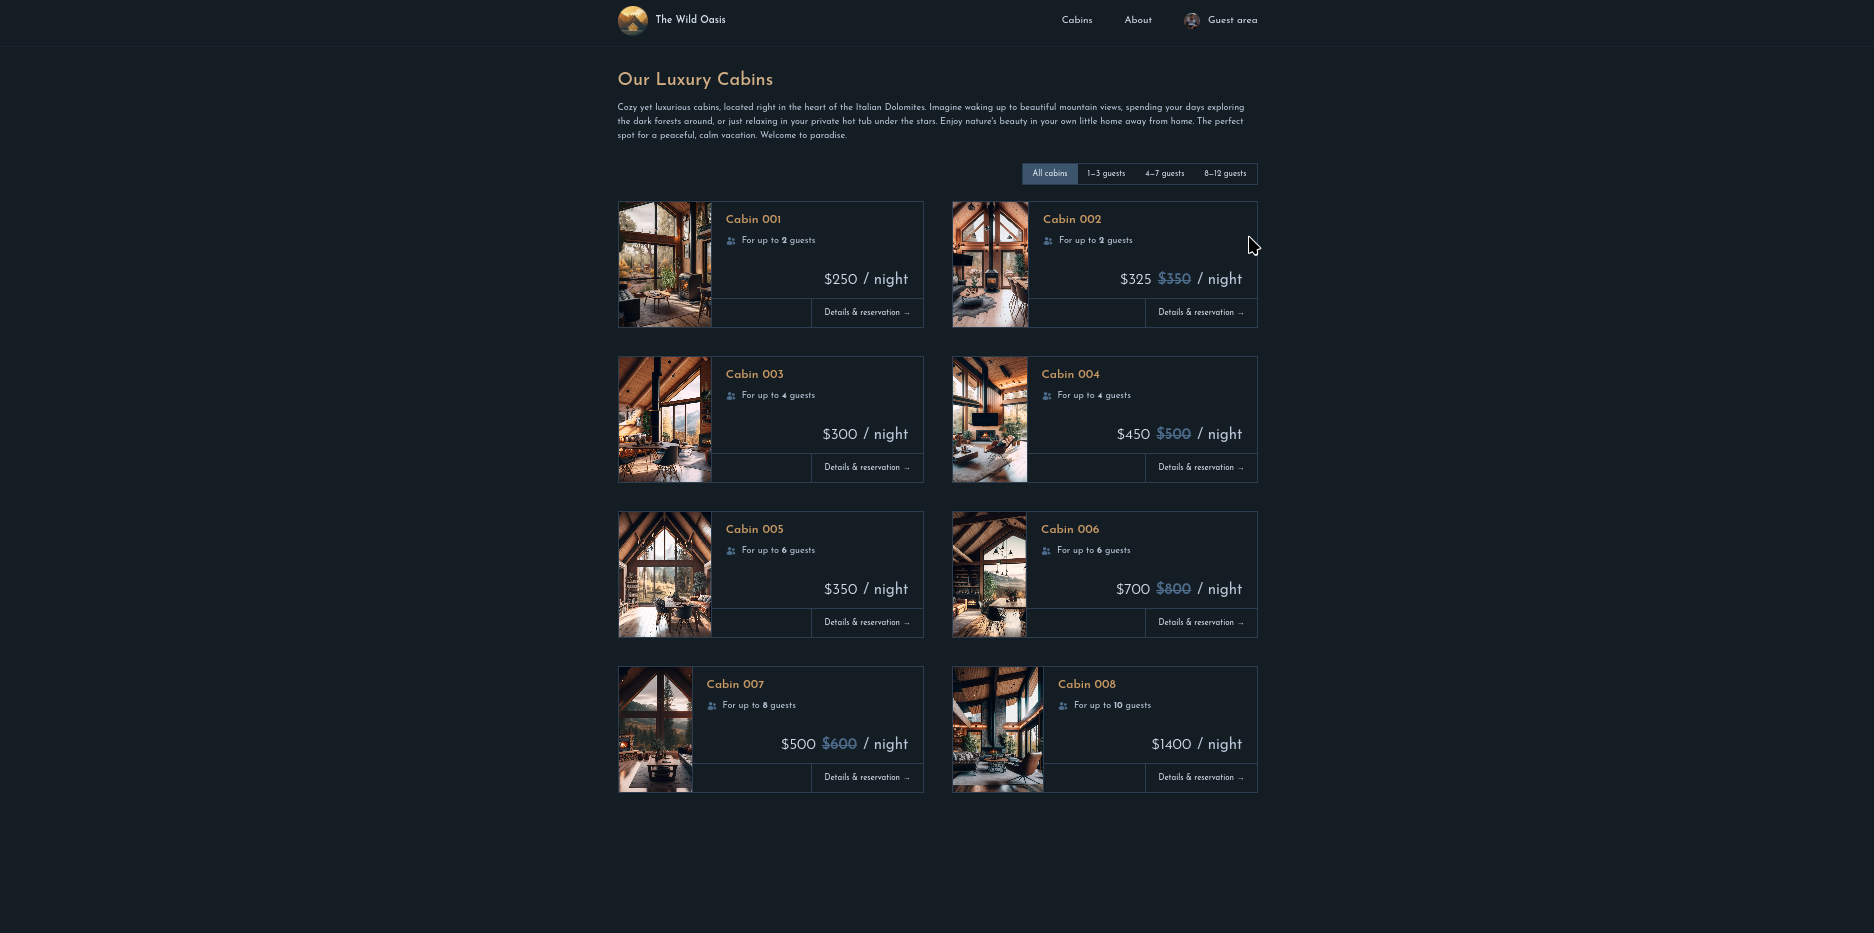 The Wild Oasis
Cabins
About
Guest area
Our Luxury Cabins
Cozy yet luxurious cabins, located right in the heart of the Italian Dolomites. Imagine waking up to beautiful mountain views, spending your days exploring
the dark forests around, or just relaxing in your private hot tub under the stars. Enjoy nature's beauty in your own little home away from home. The perfect
spot for a peaceful, calm vacation. Welcome to paradise.
All cabins
1—3 guests
4—7 guests
8—12 guests
Cabin 001
For up to 2 guests
$250 / night
Details & reservation →
Cabin 002
For up to 2 guests
$325 $350 / night
Details & reservation →
Cabin 003
For up to 4 guests
$300 / night
Details & reservation →
Cabin 004
For up to 4 guests
$450 $500 / night
Details & reservation →
Cabin 005
For up to 6 guests
$350 / night
Details & reservation →
Cabin 006
For up to 6 guests
$700 $800 / night
Details & reservation →
Cabin 007
For up to 8 guests
$500 $600 / night
Details & reservation →
Cabin 008
For up to 10 guests
$1400 / night
Details & reservation →